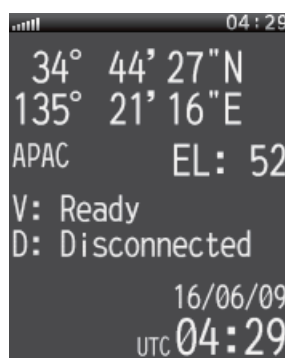 04:29
34° 44' 27"N
135° 21' 16"E
APAC EL: 52
V: Ready
D: Disconnected
16/06/09
UTC 04:29